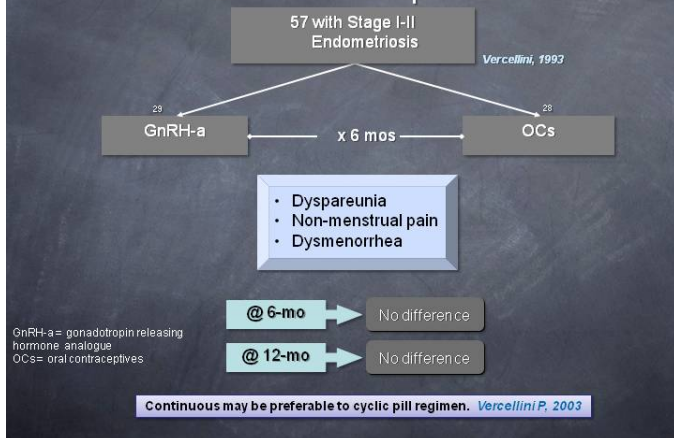 57 with Stage I-II
Endometriosis
Vercellini, 1993
29
28
GnRH-a
x 6 mos
OCs
• Dyspareunia
• Non-menstrual pain
• Dysmenorrhea
@ 6-mo
No difference
GnRH-a= gonadotropin releasing
hormone analogue
OCs= oral contraceptives
@ 12-mo
No difference
Continuous may be preferable to cyclic pill regimen. Vercellini P, 2003